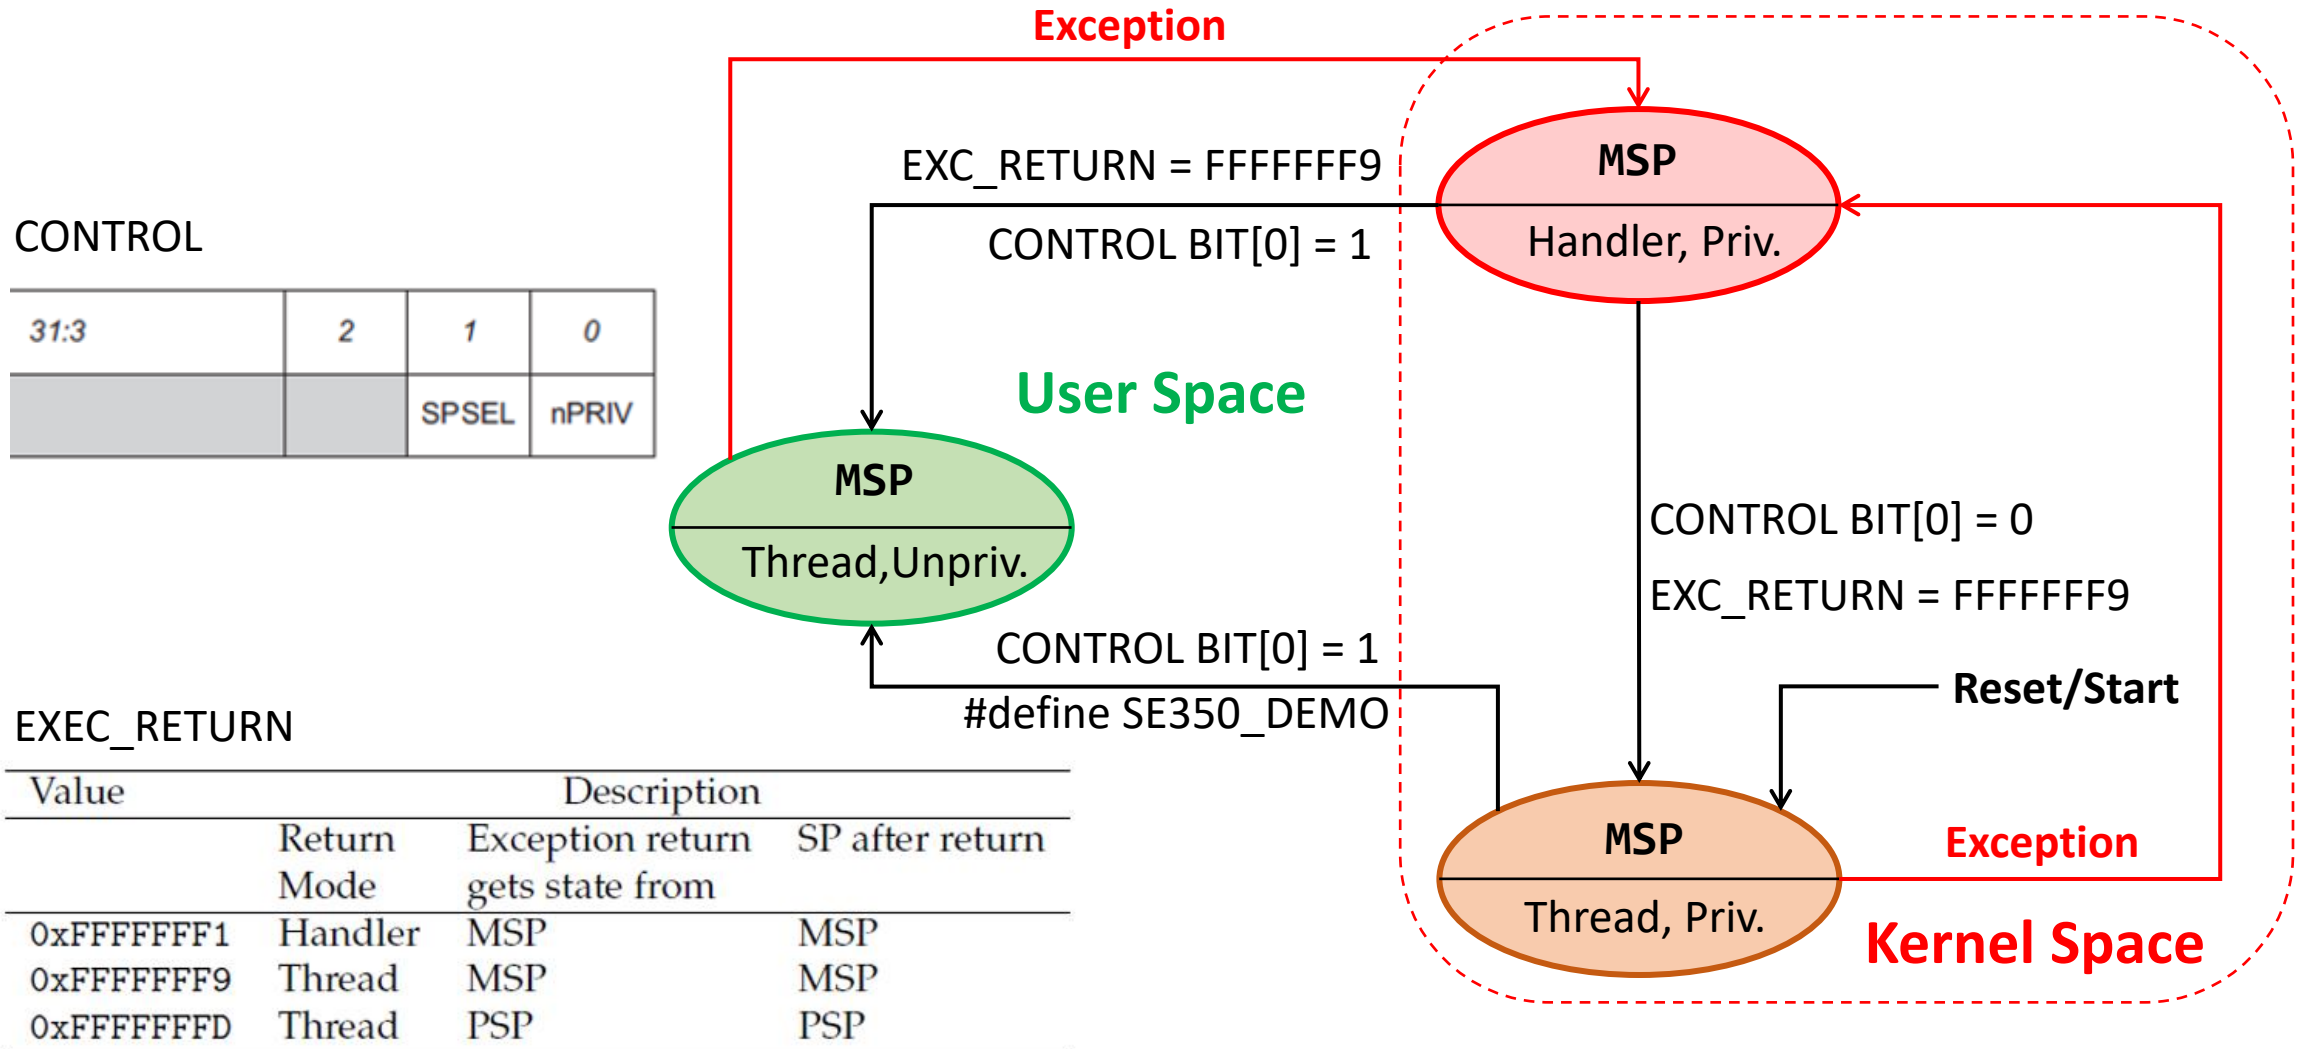 Exception
MSP
Handler, Priv.
EXC_RETURN = FFFFFFF9
CONTROL BIT[0] = 1
CONTROL
31:3 2 1 0
SPSEL nPRIV
User Space
MSP
Thread,Unpriv.
CONTROL BIT[0] = 0
EXC_RETURN = FFFFFFF9
CONTROL BIT[0] = 1
#define SE350_DEMO
Reset/Start
MSP
Thread, Priv.
Exception
Kernel Space
EXEC_RETURN
Value Description
Return Exception return SP after return
Mode gets state from
0xFFFFFFF1 Handler MSP MSP
0xFFFFFFF9 Thread MSP MSP
0xFFFFFFFD Thread PSP PSP